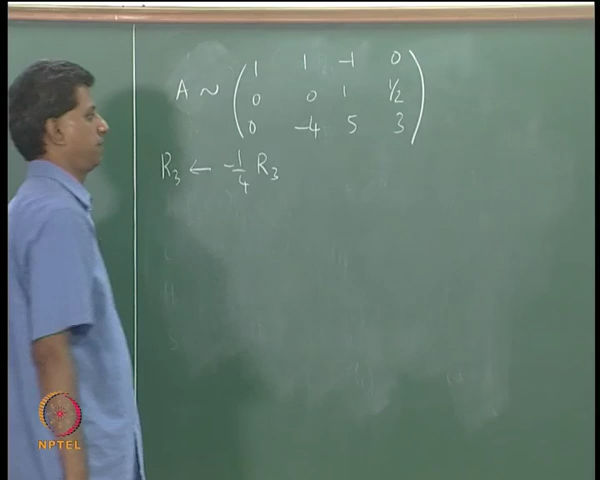 1 1 -1 0
A ~ ( 0 0 1 1/2 )
0 -4 5 3
R₃ ← -1/4 R₃
NPTEL